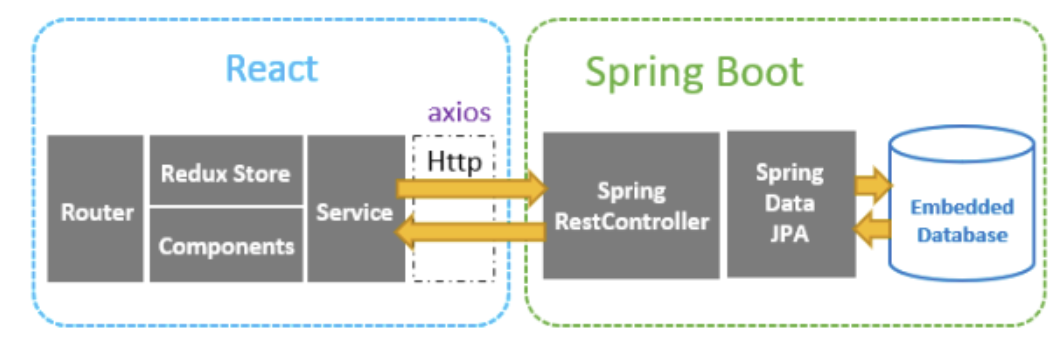 React
Spring Boot
axios
Http
Router
Redux Store
Components
Service
Spring
RestController
Spring
Data
JPA
Embedded
Database